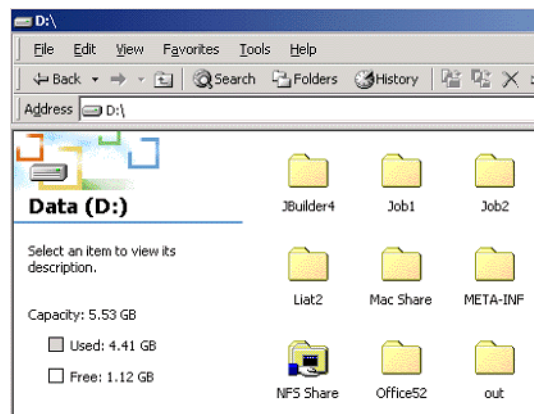 D:\
File Edit View Favorites Tools Help
Back Search Folders History
Address D:\
Data (D:)
Select an item to view its
description.
Capacity: 5.53 GB
Used: 4.41 GB
Free: 1.12 GB
JBuilder4 Job1 Job2
Liat2 Mac Share META-INF
NFS Share Office52 out